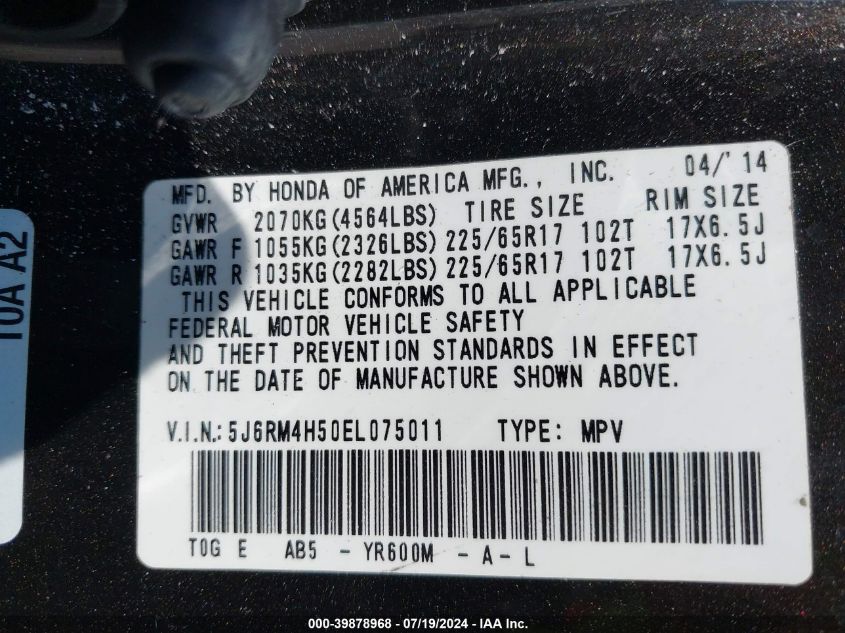 MFD. BY HONDA OF AMERICA MFG., INC. 04/'14
GVWR 2070KG(4564LBS) TIRE SIZE RIM SIZE
GAWR F 1055KG(2326LBS) 225/65R17 102T 17X6.5J
GAWR R 1035KG(2282LBS) 225/65R17 102T 17X6.5J
THIS VEHICLE CONFORMS TO ALL APPLICABLE
FEDERAL MOTOR VEHICLE SAFETY
AND THEFT PREVENTION STANDARDS IN EFFECT
ON THE DATE OF MANUFACTURE SHOWN ABOVE.
V.I.N.: 5J6RM4H50EL075011 TYPE: MPV
T0G E AB5 - YR600M - A - L
T0A A2
000-39878968 - 07/19/2024 - IAA Inc.